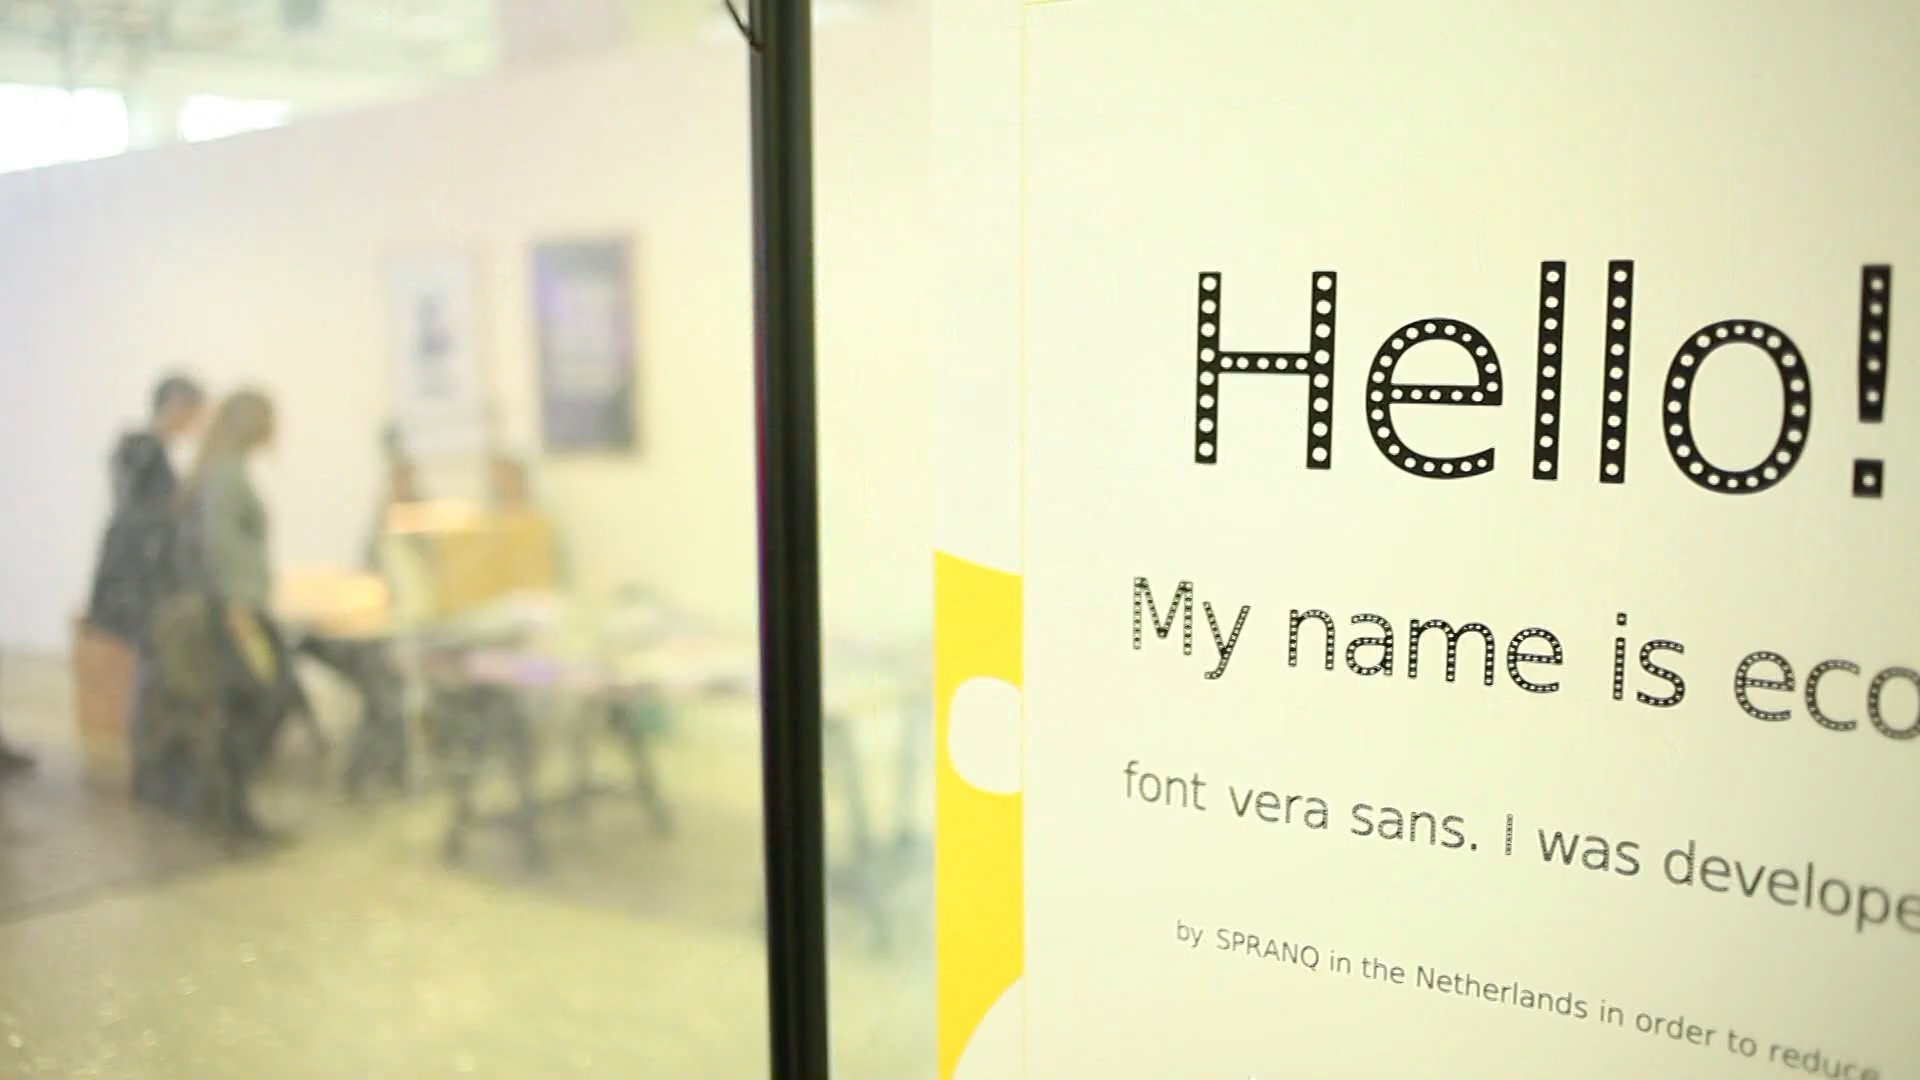 Hello!
My name is eco
font vera sans. I was develope
by SPRANQ in the Netherlands in order to reduce